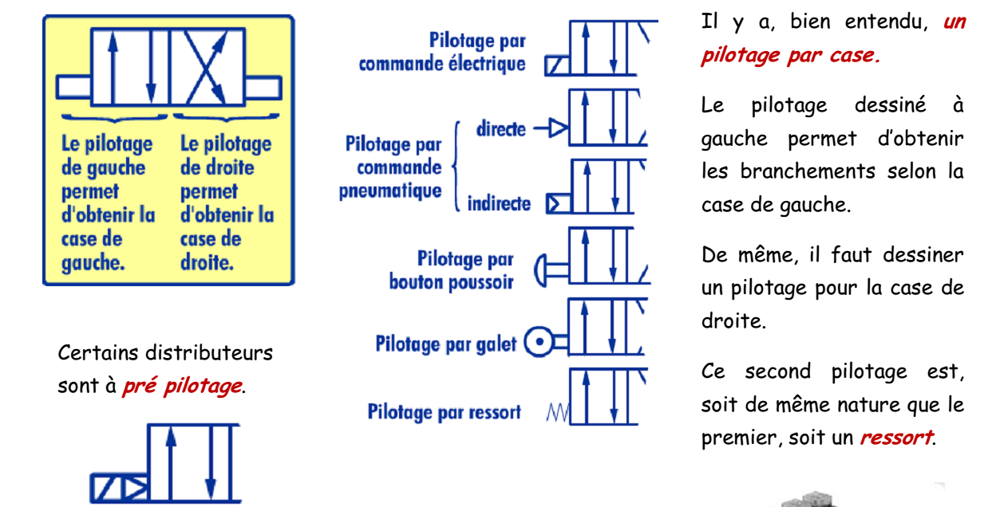 Le pilotage
de gauche
permet
d'obtenir la
case de
gauche.
Le pilotage
de droite
permet
d'obtenir la
case de
droite.
Certains distributeurs
sont à pré pilotage.
Pilotage par
commande électrique
Pilotage par
commande
pneumatique
directe
indirecte
Pilotage par
bouton poussoir
Pilotage par galet
Pilotage par ressort
Il y a, bien entendu, un
pilotage par case.
Le pilotage dessiné à
gauche permet d'obtenir
les branchements selon la
case de gauche.
De même, il faut dessiner
un pilotage pour la case de
droite.
Ce second pilotage est,
soit de même nature que le
premier, soit un ressort.